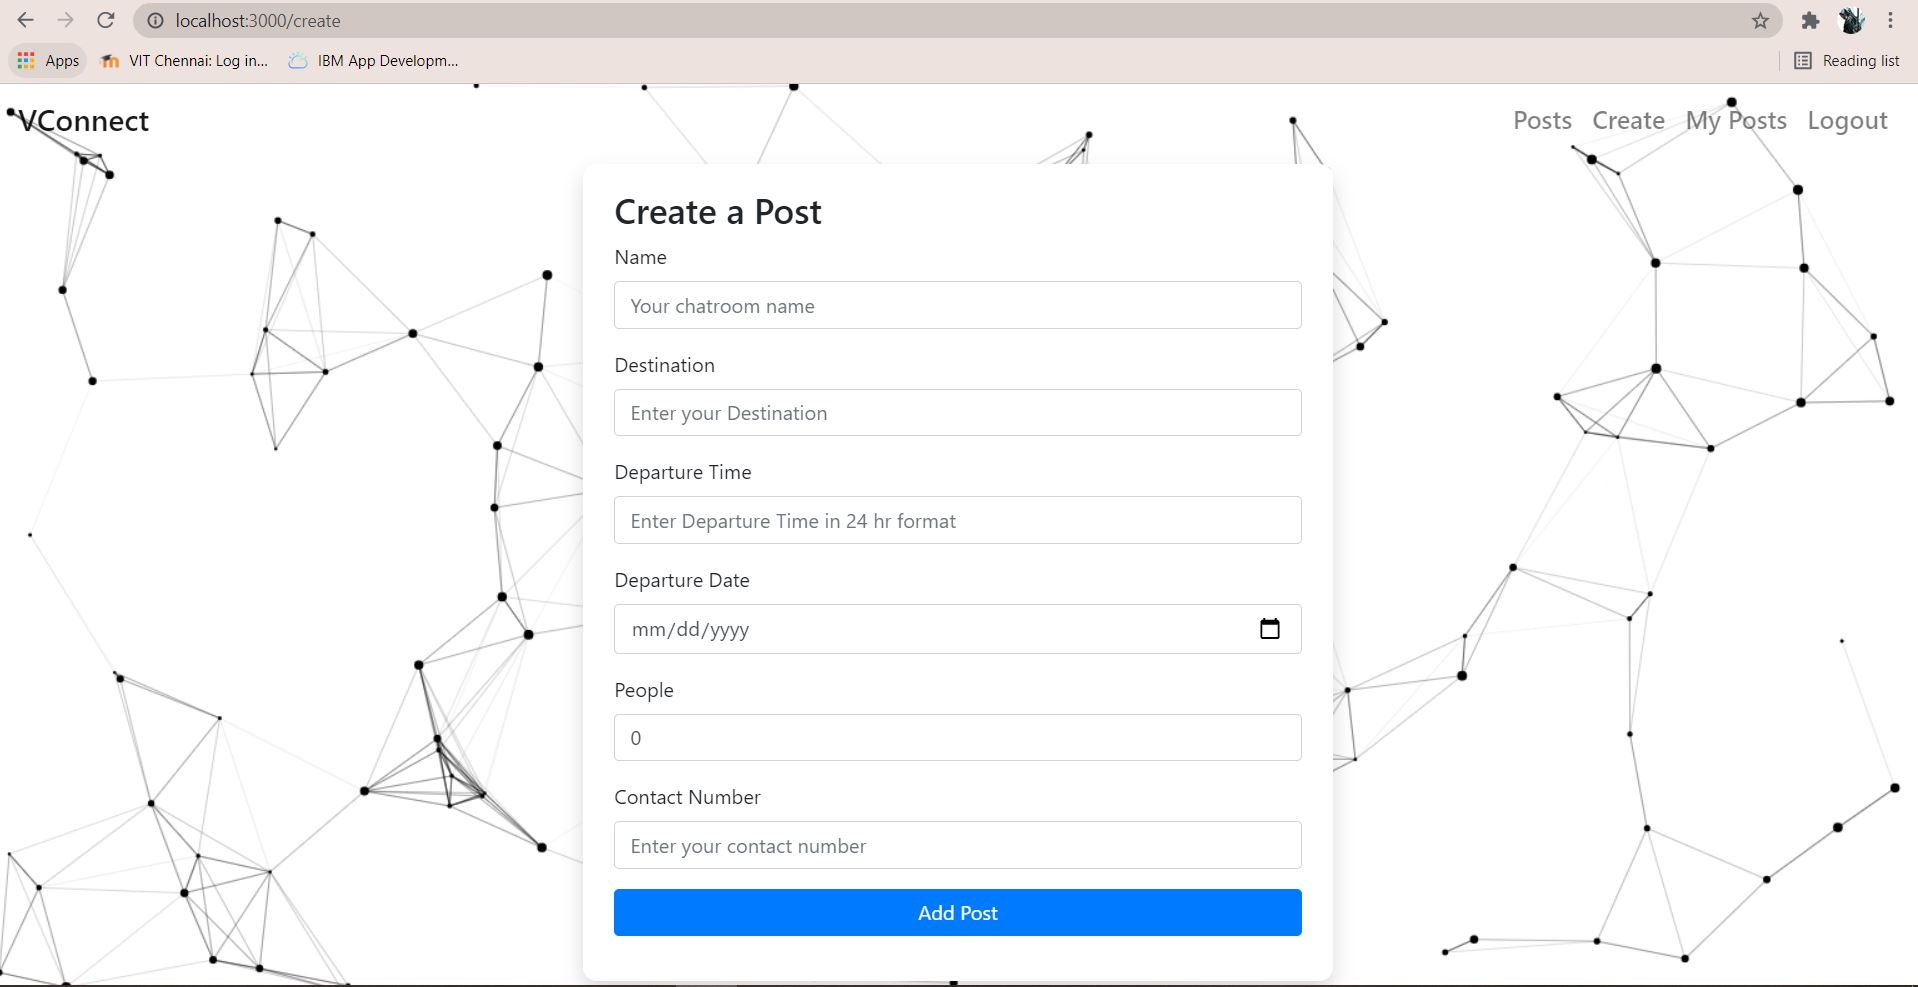 localhost:3000/create
Apps VIT Chennai: Log in... IBM App Developm... Reading list
VConnect Posts Create My Posts Logout
Create a Post
Name
Your chatroom name
Destination
Enter your Destination
Departure Time
Enter Departure Time in 24 hr format
Departure Date
mm/dd/yyyy
People
0
Contact Number
Enter your contact number
Add Post